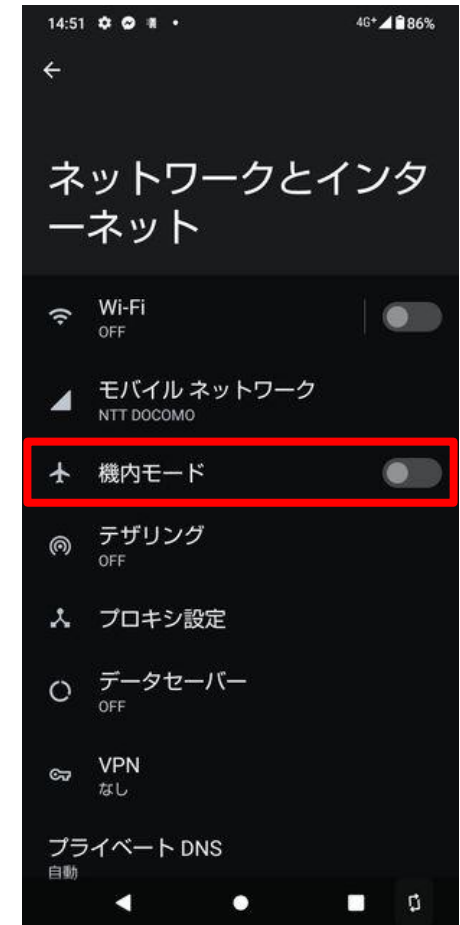 14:51
4G+
86%
ネットワークとインタ
ーネット
Wi-Fi
OFF
モバイル ネットワーク
NTT DOCOMO
機内モード
テザリング
OFF
プロキシ設定
データセーバー
OFF
VPN
なし
プライベート DNS
自動